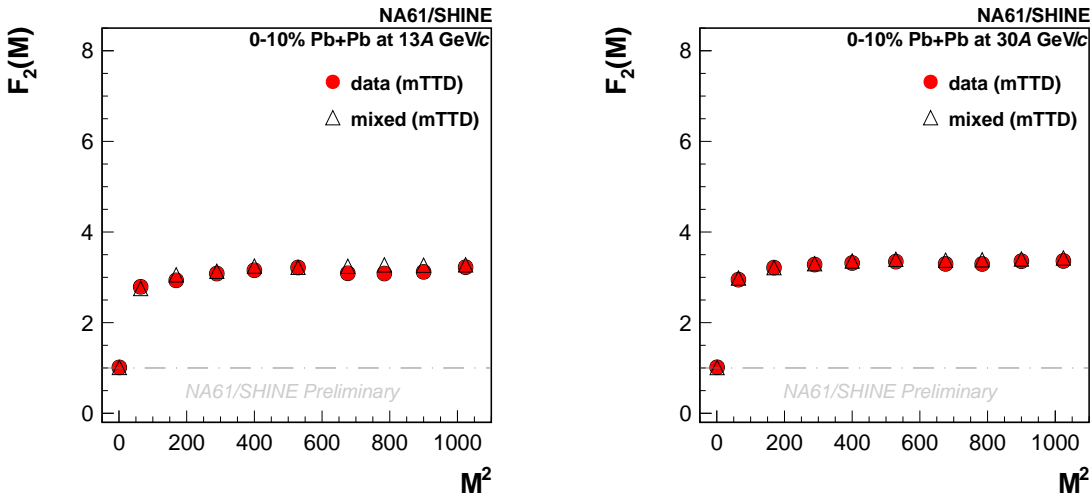 NA61/SHINE
0-10% Pb+Pb at 13A GeV/c
F2(M)
8
data (mTTD)
mixed (mTTD)
6
4
2
NA61/SHINE Preliminary
0
0 200 400 600 800 1000
M2
NA61/SHINE
0-10% Pb+Pb at 30A GeV/c
F2(M)
8
data (mTTD)
mixed (mTTD)
6
4
2
NA61/SHINE Preliminary
0
0 200 400 600 800 1000
M2